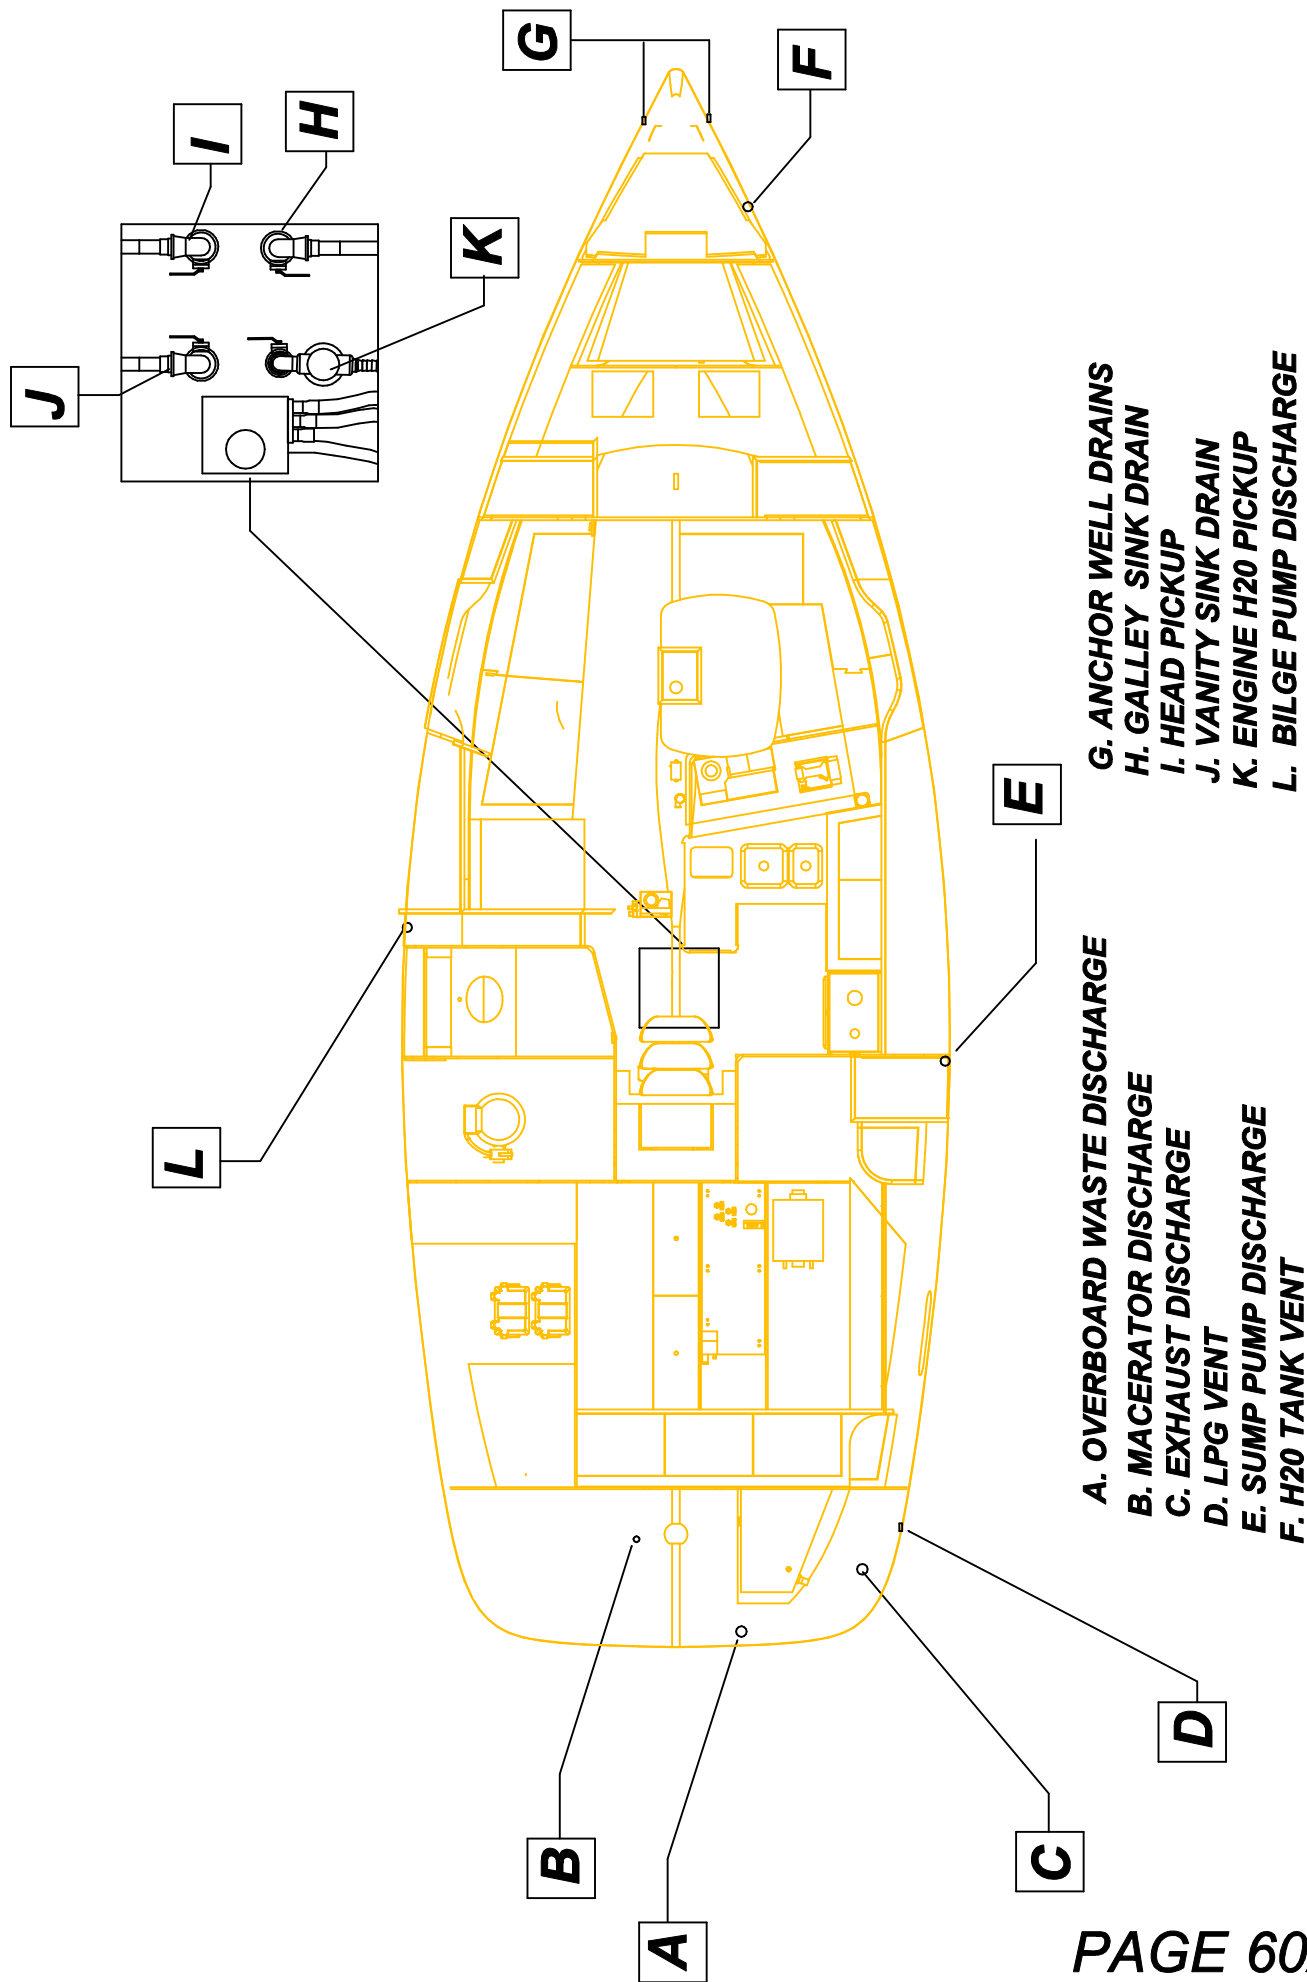 G
F
I
H
K
J
E
L
B
A
C
D
A. OVERBOARD WASTE DISCHARGE
B. MACERATOR DISCHARGE
C. EXHAUST DISCHARGE
D. LPG VENT
E. SUMP PUMP DISCHARGE
F. H20 TANK VENT
G. ANCHOR WELL DRAINS
H. GALLEY SINK DRAIN
I. HEAD PICKUP
J. VANITY SINK DRAIN
K. ENGINE H20 PICKUP
L. BILGE PUMP DISCHARGE
PAGE 60